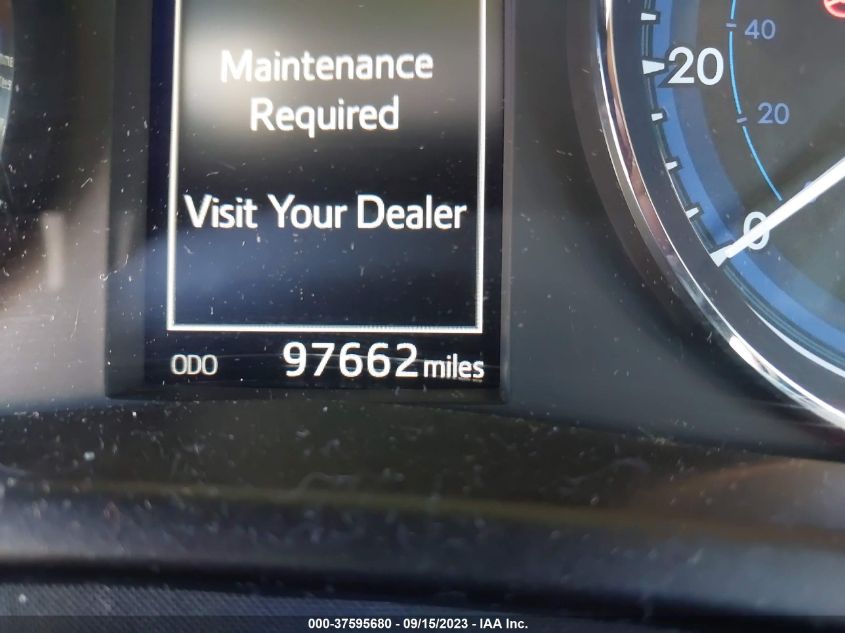 Maintenance
Required
Visit Your Dealer
ODO 97662 miles
20
0
40
20
000-37595680 - 09/15/2023 - IAA Inc.